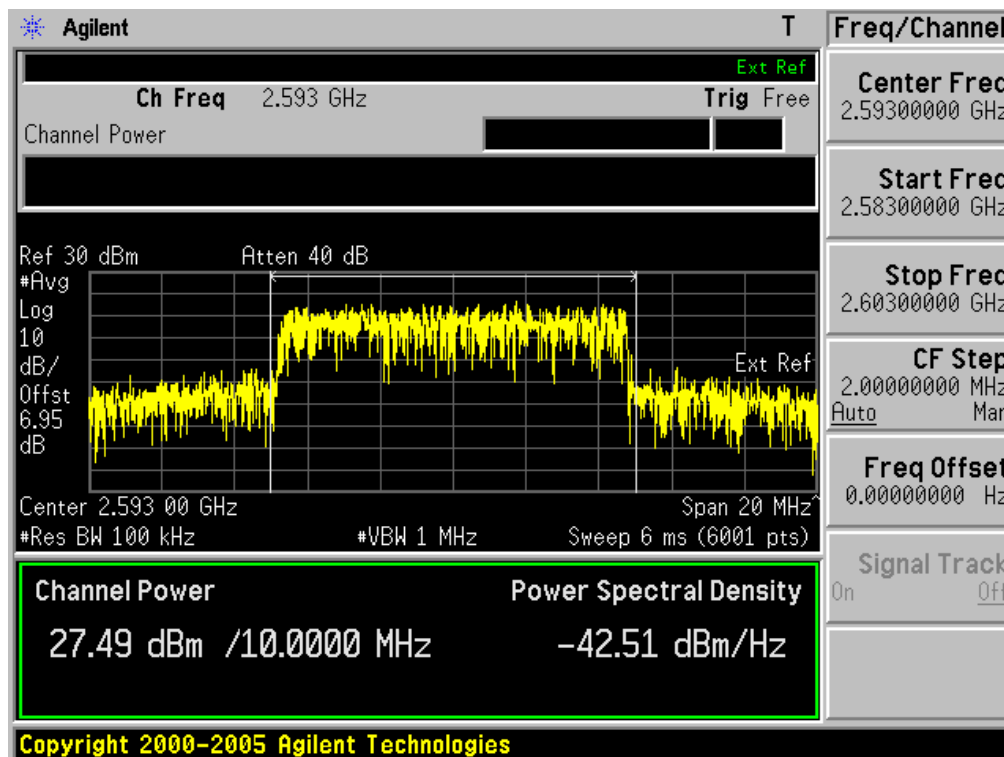 Agilent
T
Freq/Channel
Ext Ref
Ch Freq 2.593 GHz
Trig Free
Channel Power
Center Freq
2.59300000 GHz
Start Freq
2.58300000 GHz
Stop Freq
2.60300000 GHz
CF Step
2.00000000 MHz
Auto Man
Freq Offset
0.00000000 Hz
Signal Track
On Off
Ref 30 dBm
Atten 40 dB
#Avg
Log
10
dB/
Offst
6.95
dB
Ext Ref
Center 2.593 00 GHz
Span 20 MHz^
#Res BW 100 kHz
#VBW 1 MHz
Sweep 6 ms (6001 pts)
Channel Power
Power Spectral Density
27.49 dBm /10.0000 MHz
-42.51 dBm/Hz
Copyright 2000-2005 Agilent Technologies